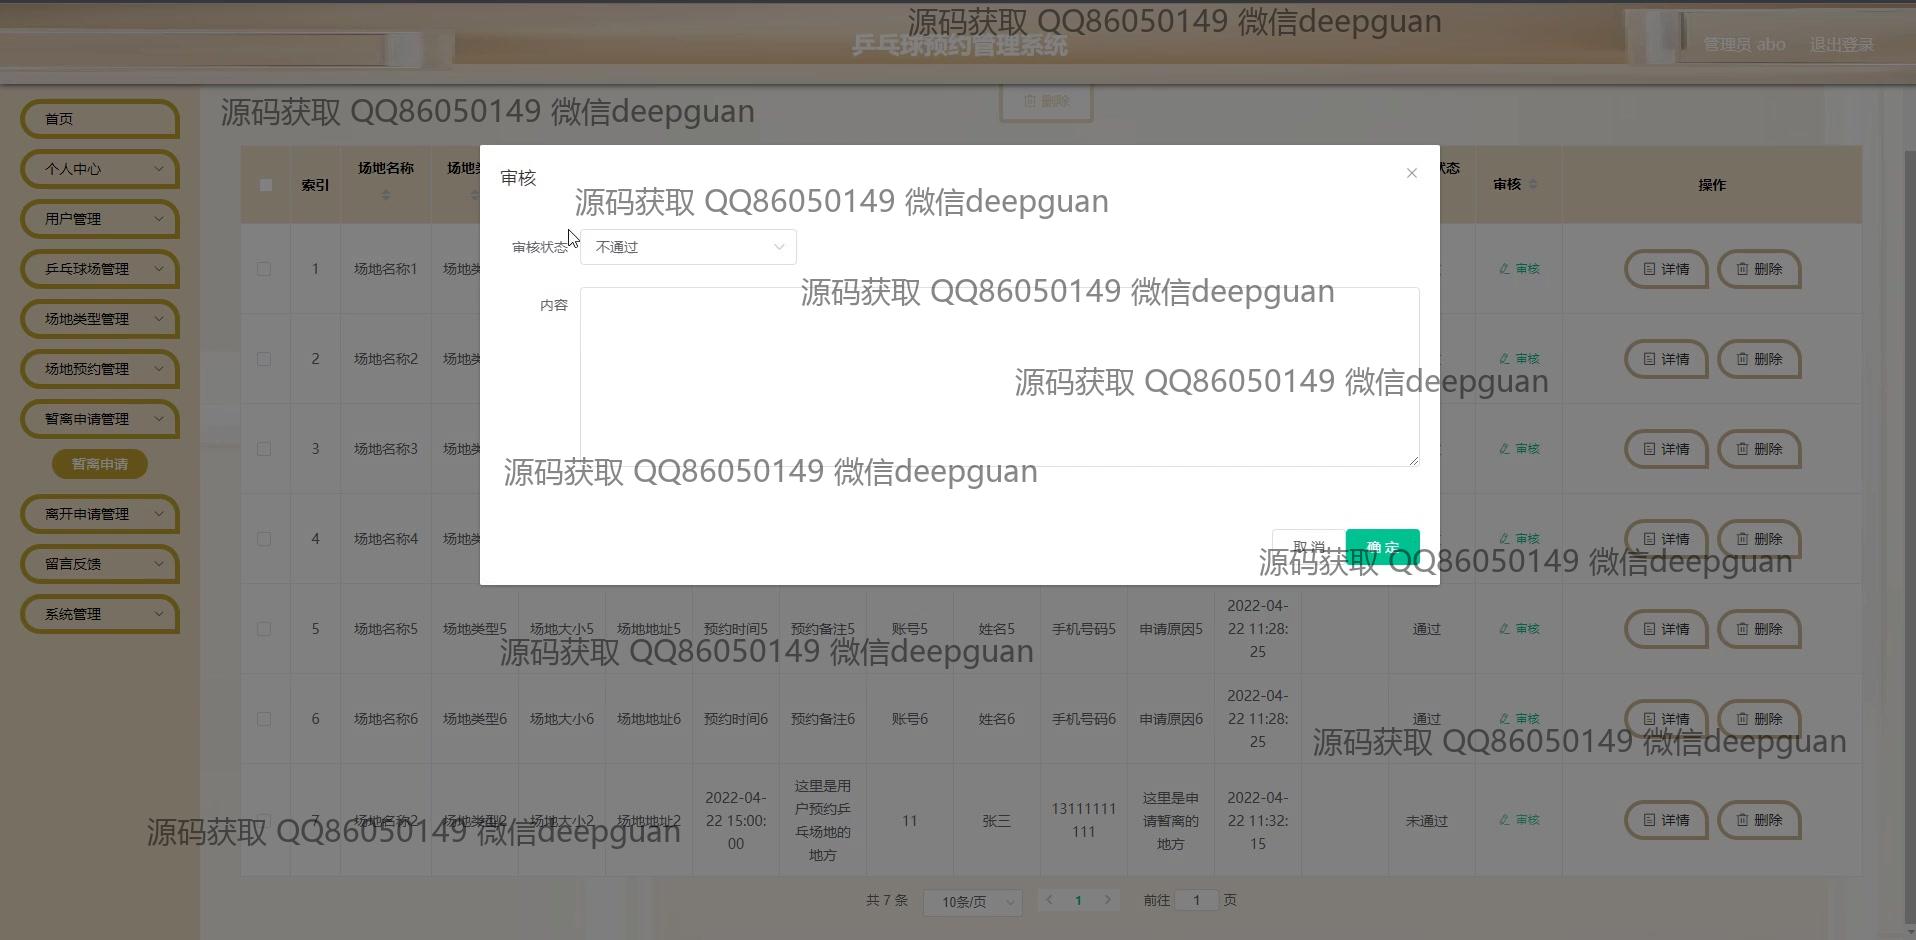 源码获取 QQ86050149 微信deepguan
乒乓球预约管理系统
管理员 abo
退出登录
源码获取 QQ86050149 微信deepguan
删除
首页
个人中心
用户管理
乒乓球场管理
场地类型管理
场地预约管理
暂离申请管理
暂离申请
离开申请管理
留言反馈
系统管理
索引 场地名称 场地类 状态 审核 操作
审核
源码获取 QQ86050149 微信deepguan
审核状态 不通过
源码获取 QQ86050149 微信deepguan
内容
源码获取 QQ86050149 微信deepguan
源码获取 QQ86050149 微信deepguan
取消 确定
源码获取 QQ86050149 微信deepguan
1 场地名称1 场地类 审核 详情 删除
2 场地名称2 场地类 审核 详情 删除
3 场地名称3 场地类 审核 详情 删除
4 场地名称4 场地类 审核 详情 删除
5 场地名称5 场地类型5 场地大小5 场地地址5 预约时间5 预约备注5 账号5 姓名5 手机号码5 申请原因5 2022-04-22 11:28:25 通过 审核 详情 删除
源码获取 QQ86050149 微信deepguan
6 场地名称6 场地类型6 场地大小6 场地地址6 预约时间6 预约备注6 账号6 姓名6 手机号码6 申请原因6 2022-04-22 11:28:25 通过 审核 详情 删除
源码获取 QQ86050149 微信deepguan
7 场地名称2 场地类型2 场地大小2 场地地址2 2022-04-22 15:00:00 这里是用户预约乒乓场地的地方 11 张三 13111111111 这里是申请暂离的地方 2022-04-22 11:32:15 未通过 审核 详情 删除
源码获取 QQ86050149 微信deepguan
共 7 条 10条/页 1 前往 1 页